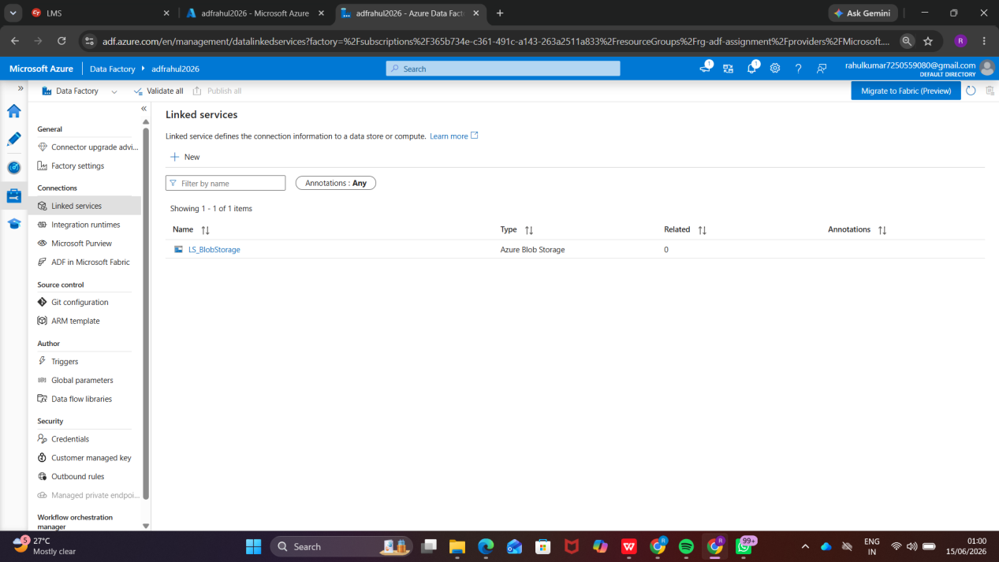 LMS
adfrahul2026 - Microsoft Azure
adfrahul2026 - Azure Data Fact
Ask Gemini
adf.azure.com/en/management/datalinkedservices?factory=%2Fsubscriptions%2F365b734e-c361-491c-a143-263a2511a833%2FresourceGroups%2Frg-adf-assignment%2Fproviders%2FMicrosoft....
R
Microsoft Azure
Data Factory
adfrahul2026
Search
1
1
rahulkumar7250559080@gmail.com
DEFAULT DIRECTORY
Data Factory
Validate all
Publish all
Migrate to Fabric (Preview)
General
Connector upgrade advi...
Factory settings
Connections
Linked services
Integration runtimes
Microsoft Purview
ADF in Microsoft Fabric
Source control
Git configuration
ARM template
Author
Triggers
Global parameters
Data flow libraries
Security
Credentials
Customer managed key
Outbound rules
Managed private endpoi...
Workflow orchestration
manager
Linked services
Linked service defines the connection information to a data store or compute. Learn more
New
Filter by name
Annotations : Any
Showing 1 - 1 of 1 items
Name Type Related Annotations
LS_BlobStorage Azure Blob Storage 0
5
27°C
Mostly clear
Search
R
R
99+
ENG
IN
01:00
15/06/2026